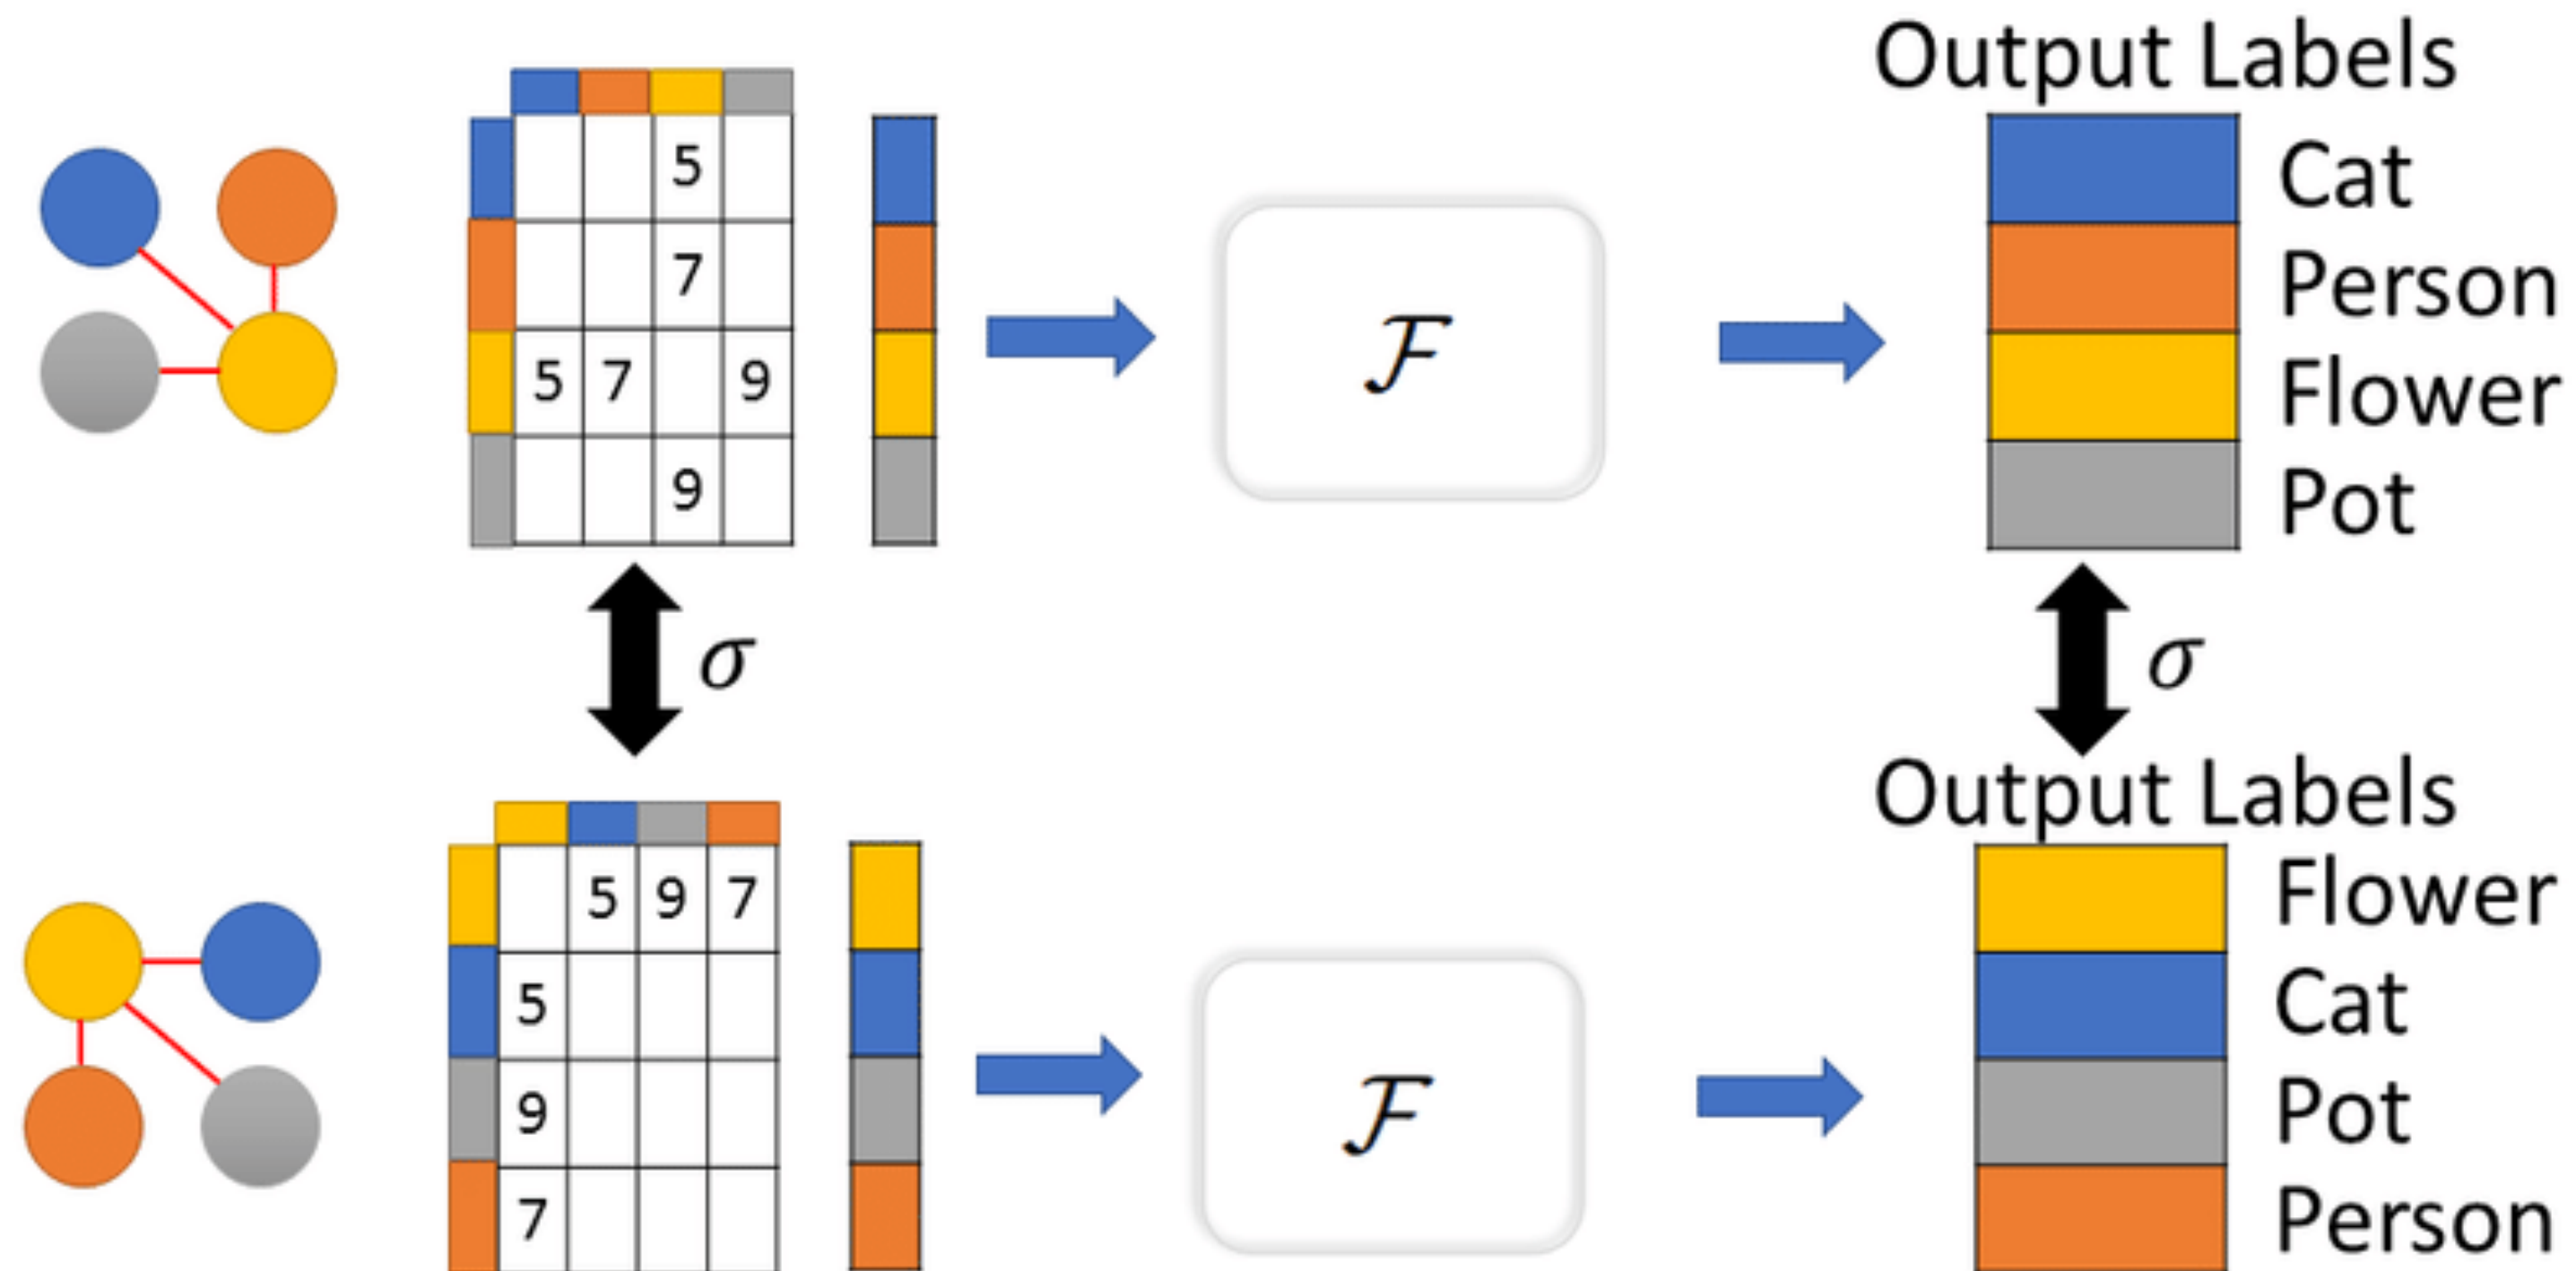 Output Labels
5
Cat
7
Person
5 7 9
Flower
9
Pot
ℱ
σ
σ
Output Labels
5 9 7
Flower
5
Cat
9
Pot
7
Person
ℱ